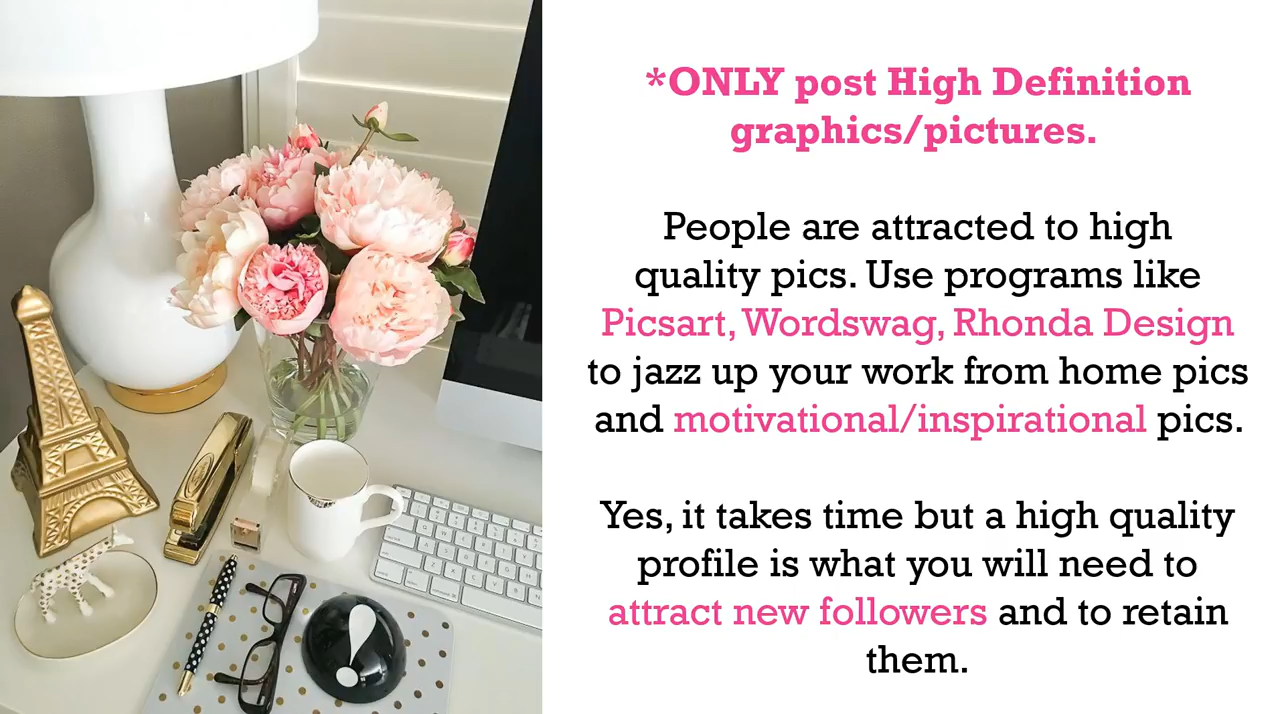 *ONLY post High Definition
graphics/pictures.
People are attracted to high
quality pics. Use programs like
Picsart, Wordswag, Rhonda Design
to jazz up your work from home pics
and motivational/inspirational pics.
Yes, it takes time but a high quality
profile is what you will need to
attract new followers and to retain
them.